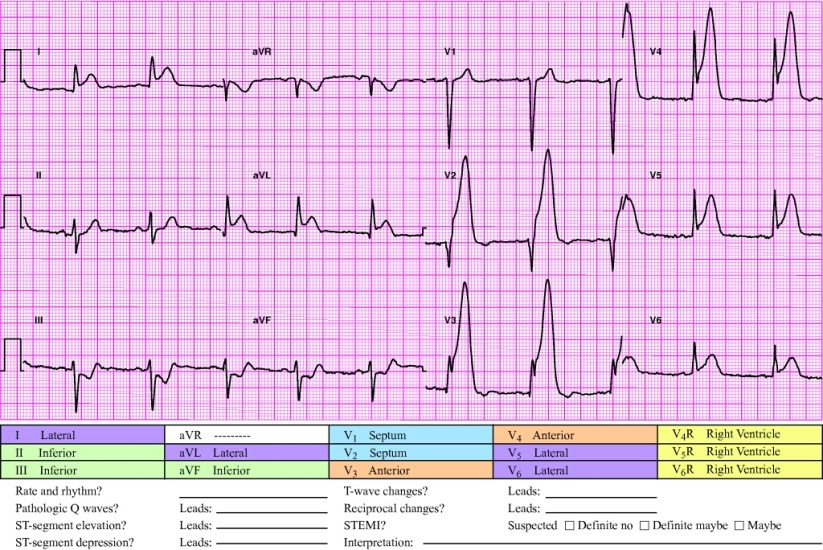 I aVR V1 V4
II aVL V2 V5
III aVF V3 V6
I Lateral aVR --------- V1 Septum V4 Anterior V4R Right Ventricle
II Inferior aVL Lateral V2 Septum V5 Lateral V5R Right Ventricle
III Inferior aVF Inferior V3 Anterior V6 Lateral V6R Right Ventricle
Rate and rhythm? T-wave changes? Leads:
Pathologic Q waves? Leads: Reciprocal changes? Leads:
ST-segment elevation? Leads: STEMI? Suspected Definite no Definite maybe Maybe
ST-segment depression? Leads: Interpretation: